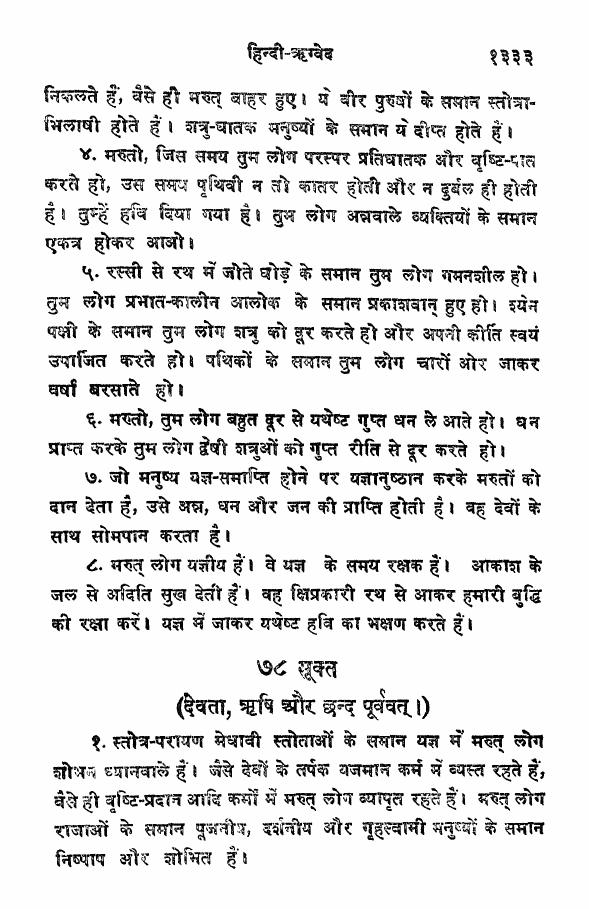 हिन्दी-ऋग्वेद १३३३
निकलते हैं, वैसे ही मरुत् बाहर हुए। ये वीर पुरुषों के समान स्तोत्रा-
भिलाषी होते हैं। शत्रु-घातक मनुष्यों के समान ये दीप्त होते हैं।
४. मरुतो, जिस समय तुम लोग परस्पर प्रतिघातक और वृष्टि-पात
करते हो, उस समय पृथिवी न तो कातर होती और न दुर्बल ही होती
है। तुम्हें हवि दिया गया है। तुम लोग अन्नवाले व्यक्तियों के समान
एकत्र होकर आओ।
५. रस्सी से रथ में जोते घोड़े के समान तुम लोग गमनशील हो।
तुम लोग प्रभात-कालीन आलोक के समान प्रकाशवान् हुए हो। श्येन
पक्षी के समान तुम लोग शत्रु को दूर करते हो और अपनी कीर्ति स्वयं
उपार्जित करते हो। पथिकों के समान तुम लोग चारों ओर जाकर
वर्षा बरसाते हो।
६. मरुतो, तुम लोग बहुत दूर से यथेष्ट गुप्त धन ले आते हो। धन
प्राप्त करके तुम लोग द्वेषी शत्रुओं को गुप्त रीति से दूर करते हो।
७. जो मनुष्य यज्ञ-समाप्ति होने पर यज्ञानुष्ठान करके मरुतों को
दान देता है, उसे अन्न, धन और जन की प्राप्ति होती है। वह देवों के
साथ सोमपान करता है।
८. मरुत् लोग यज्ञीय हैं। वे यज्ञ के समय रक्षक हैं। आकाश के
जल से अदिति सुख देती हैं। वह क्षिप्रकारी रथ से आकर हमारी बुद्धि
की रक्षा करें। यज्ञ में जाकर यथेष्ट हवि का भक्षण करते हैं।
७८ सूक्त
(देवता, ऋषि और छन्द पूर्ववत्।)
१. स्तोत्र-परायण मेधावी स्तोताओं के समान यज्ञ में मरुत् लोग
शोभन ध्यानवाले हैं। जैसे देवों के तर्पक यजमान कर्म में व्यस्त रहते हैं,
वैसे ही वृष्टि-प्रदान आदि कर्मों में मरुत् लोग व्यापृत रहते हैं। मरुत् लोग
राजाओं के समान पूजनीय, दर्शनीय और गृहस्वामी मनुष्यों के समान
निष्पाप और शोभित हैं।